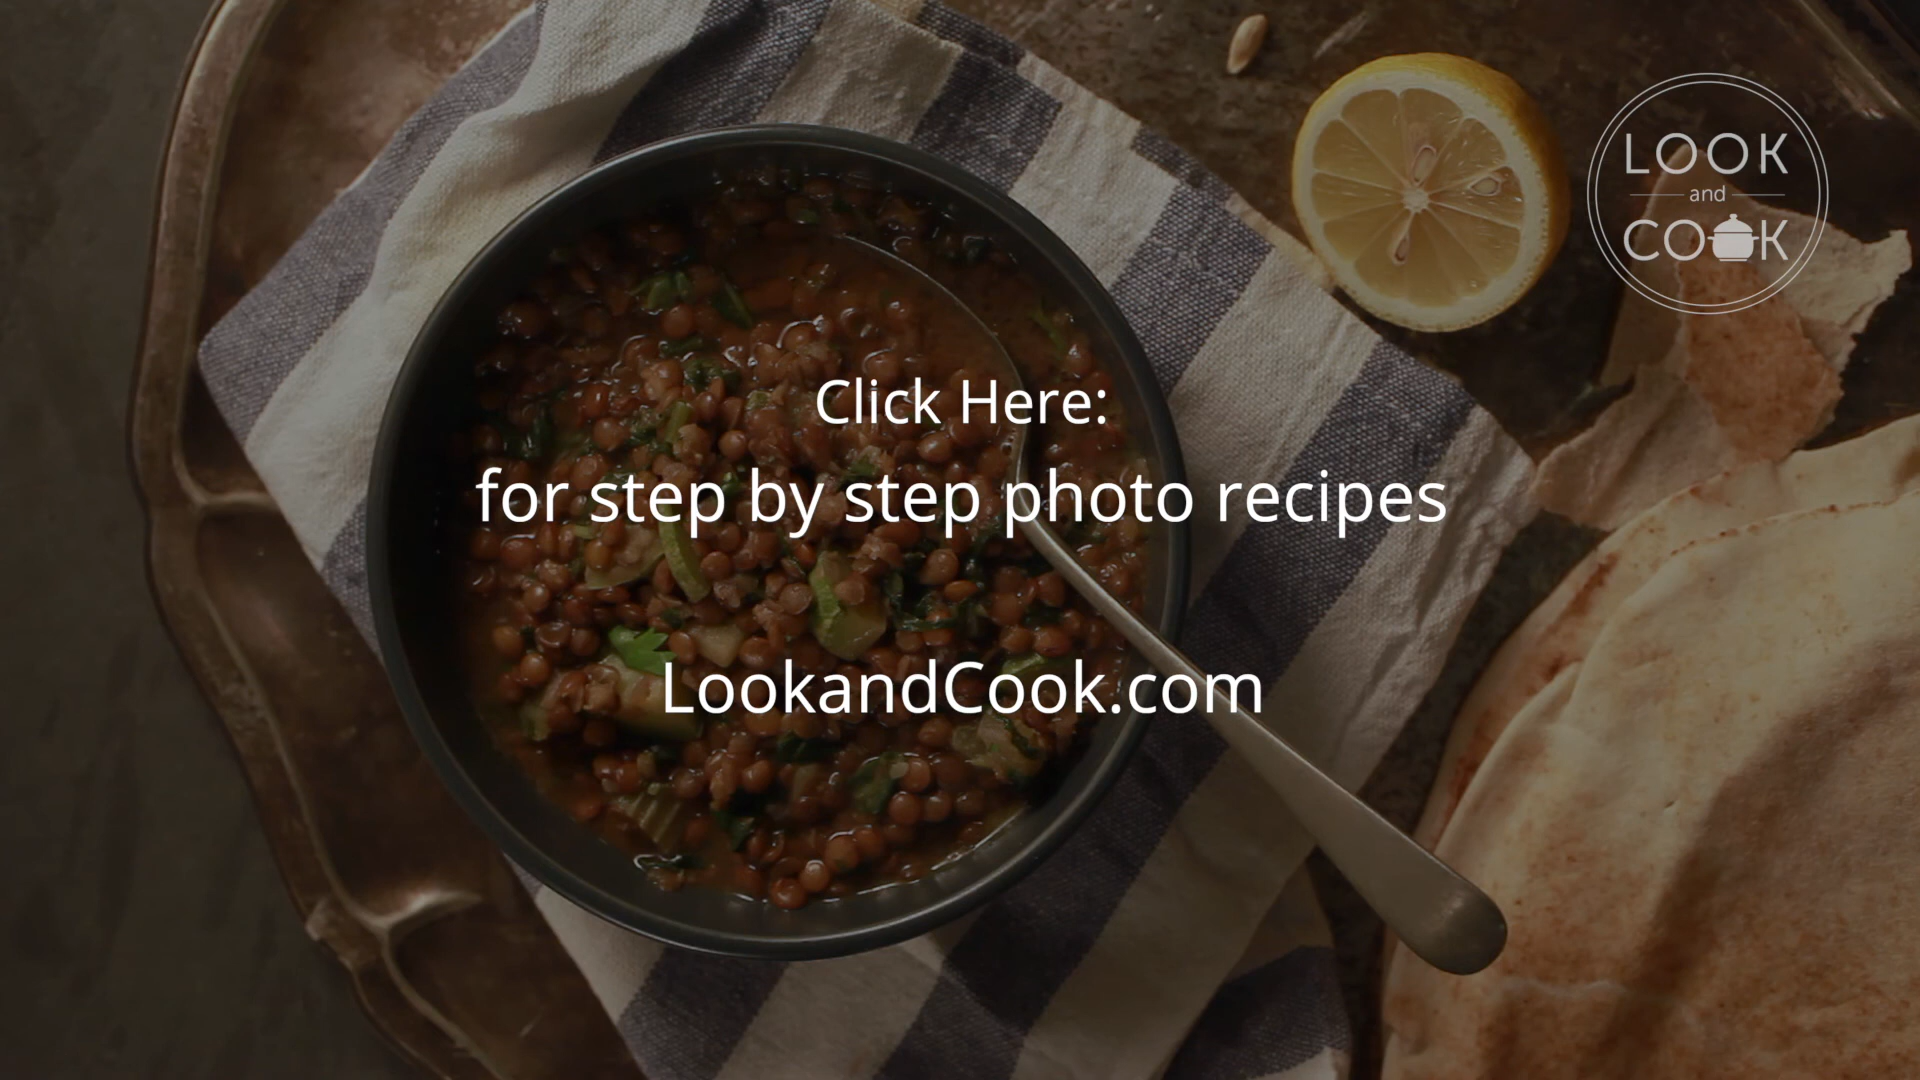 LOOK
and
COOK
Click Here:
for step by step photo recipes
LookandCook.com